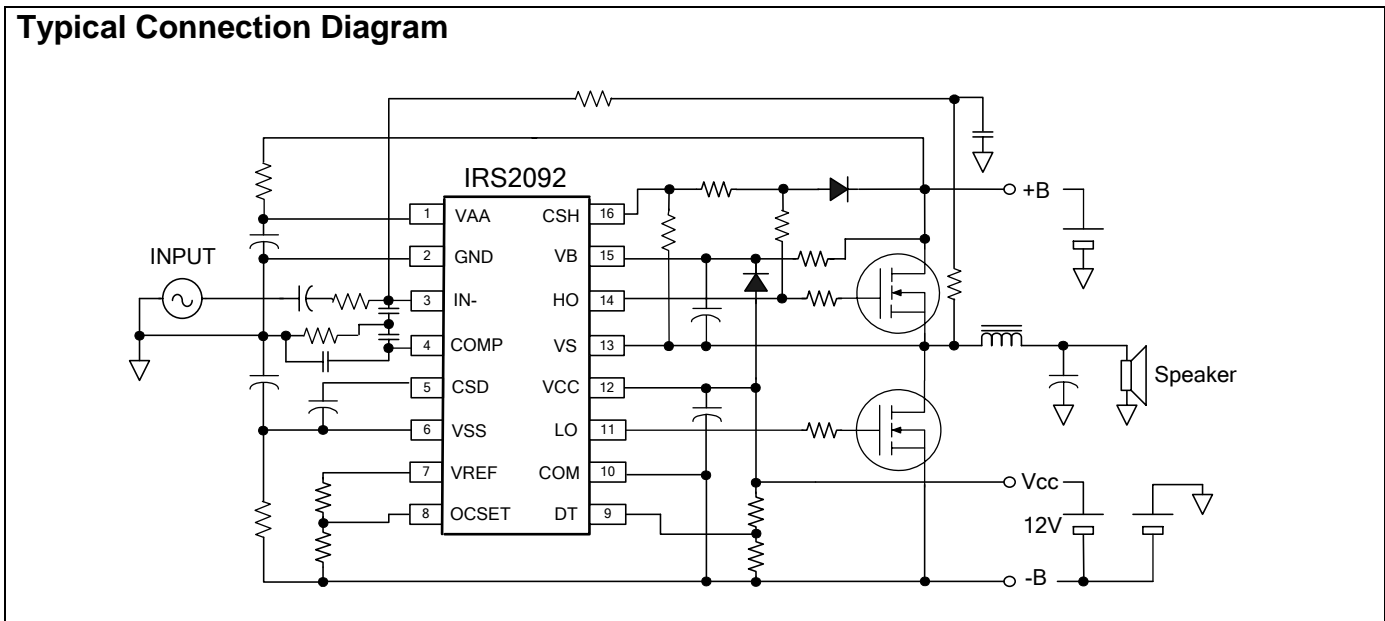 Typical Connection Diagram
IRS2092
INPUT
1 VAA CSH 16
2 GND VB 15
3 IN- HO 14
4 COMP VS 13
5 CSD VCC 12
6 VSS LO 11
7 VREF COM 10
8 OCSET DT 9
+B
Speaker
Vcc
12V
-B